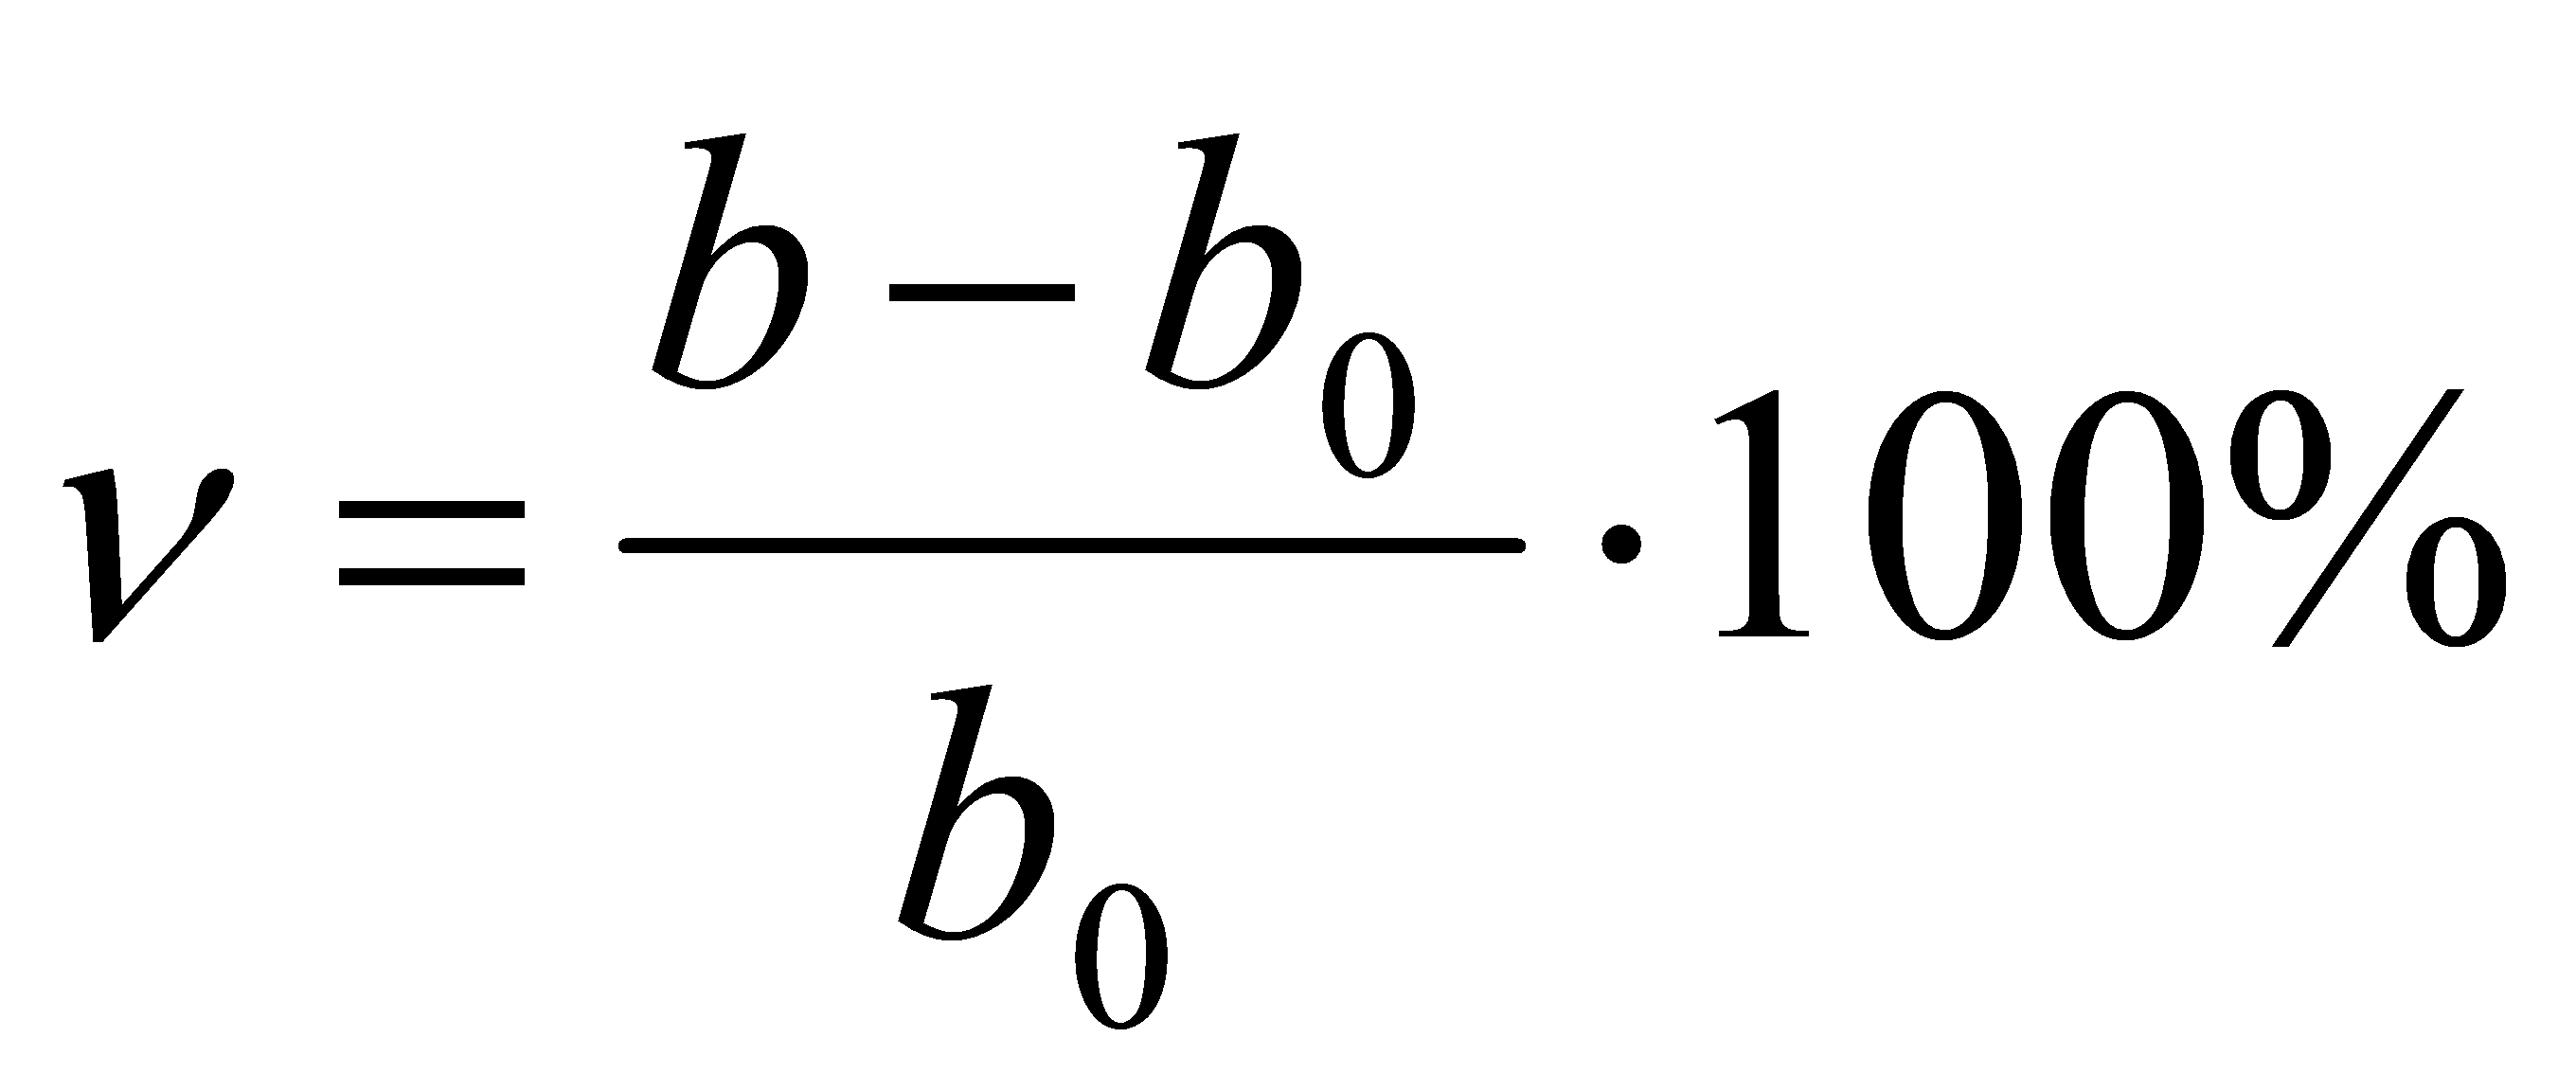 ν = (b − b₀) / b₀ · 100%